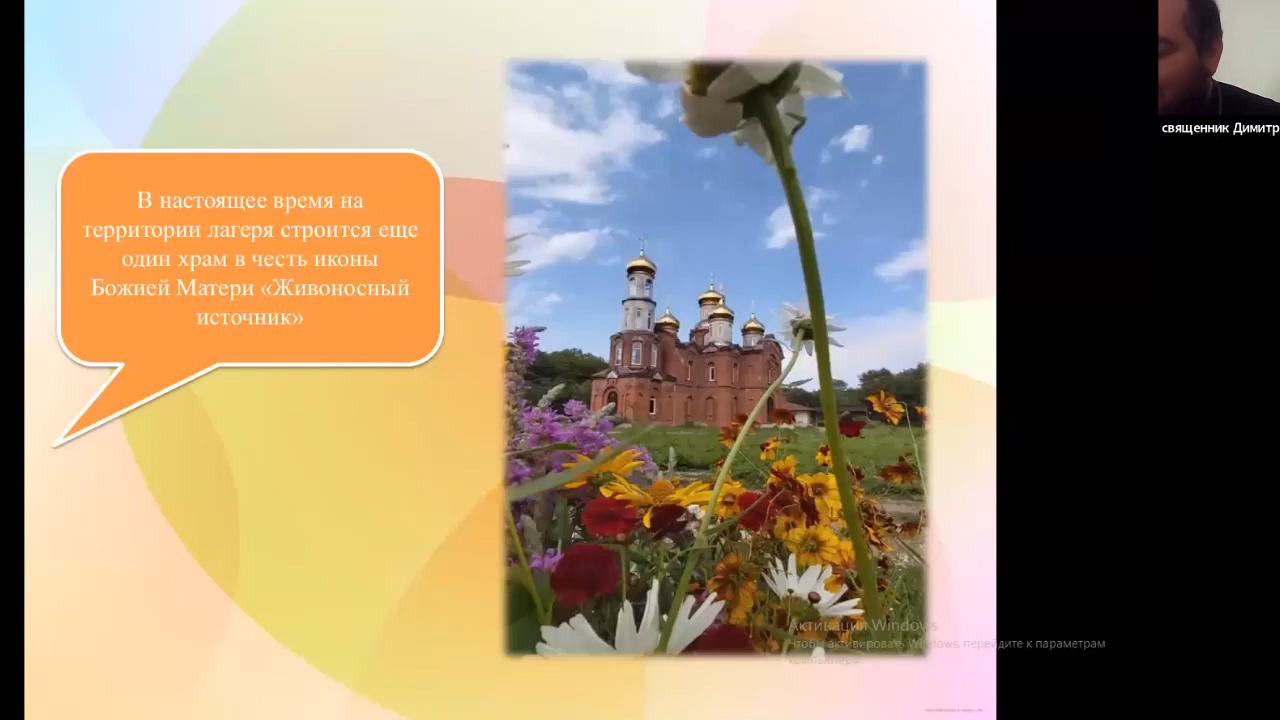 В настоящее время на
территории лагеря строится еще
один храм в честь иконы
Божией Матери «Живоносный
источник»
священник Димитр
Активация Windows
Чтобы активировать Windows, перейдите к параметрам
компьютера.